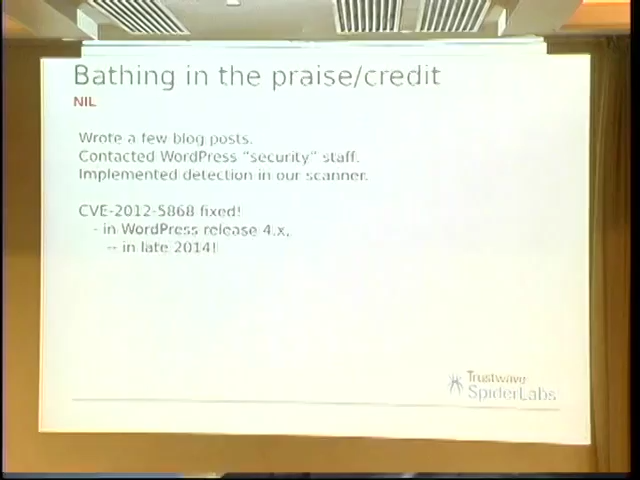 Bathing in the praise/credit
NIL
Wrote a few blog posts.
Contacted WordPress "security" staff.
Implemented detection in our scanner.
CVE-2012-5868 fixed!
- in WordPress release 4.x,
-- in late 2014!
Trustwave
SpiderLabs